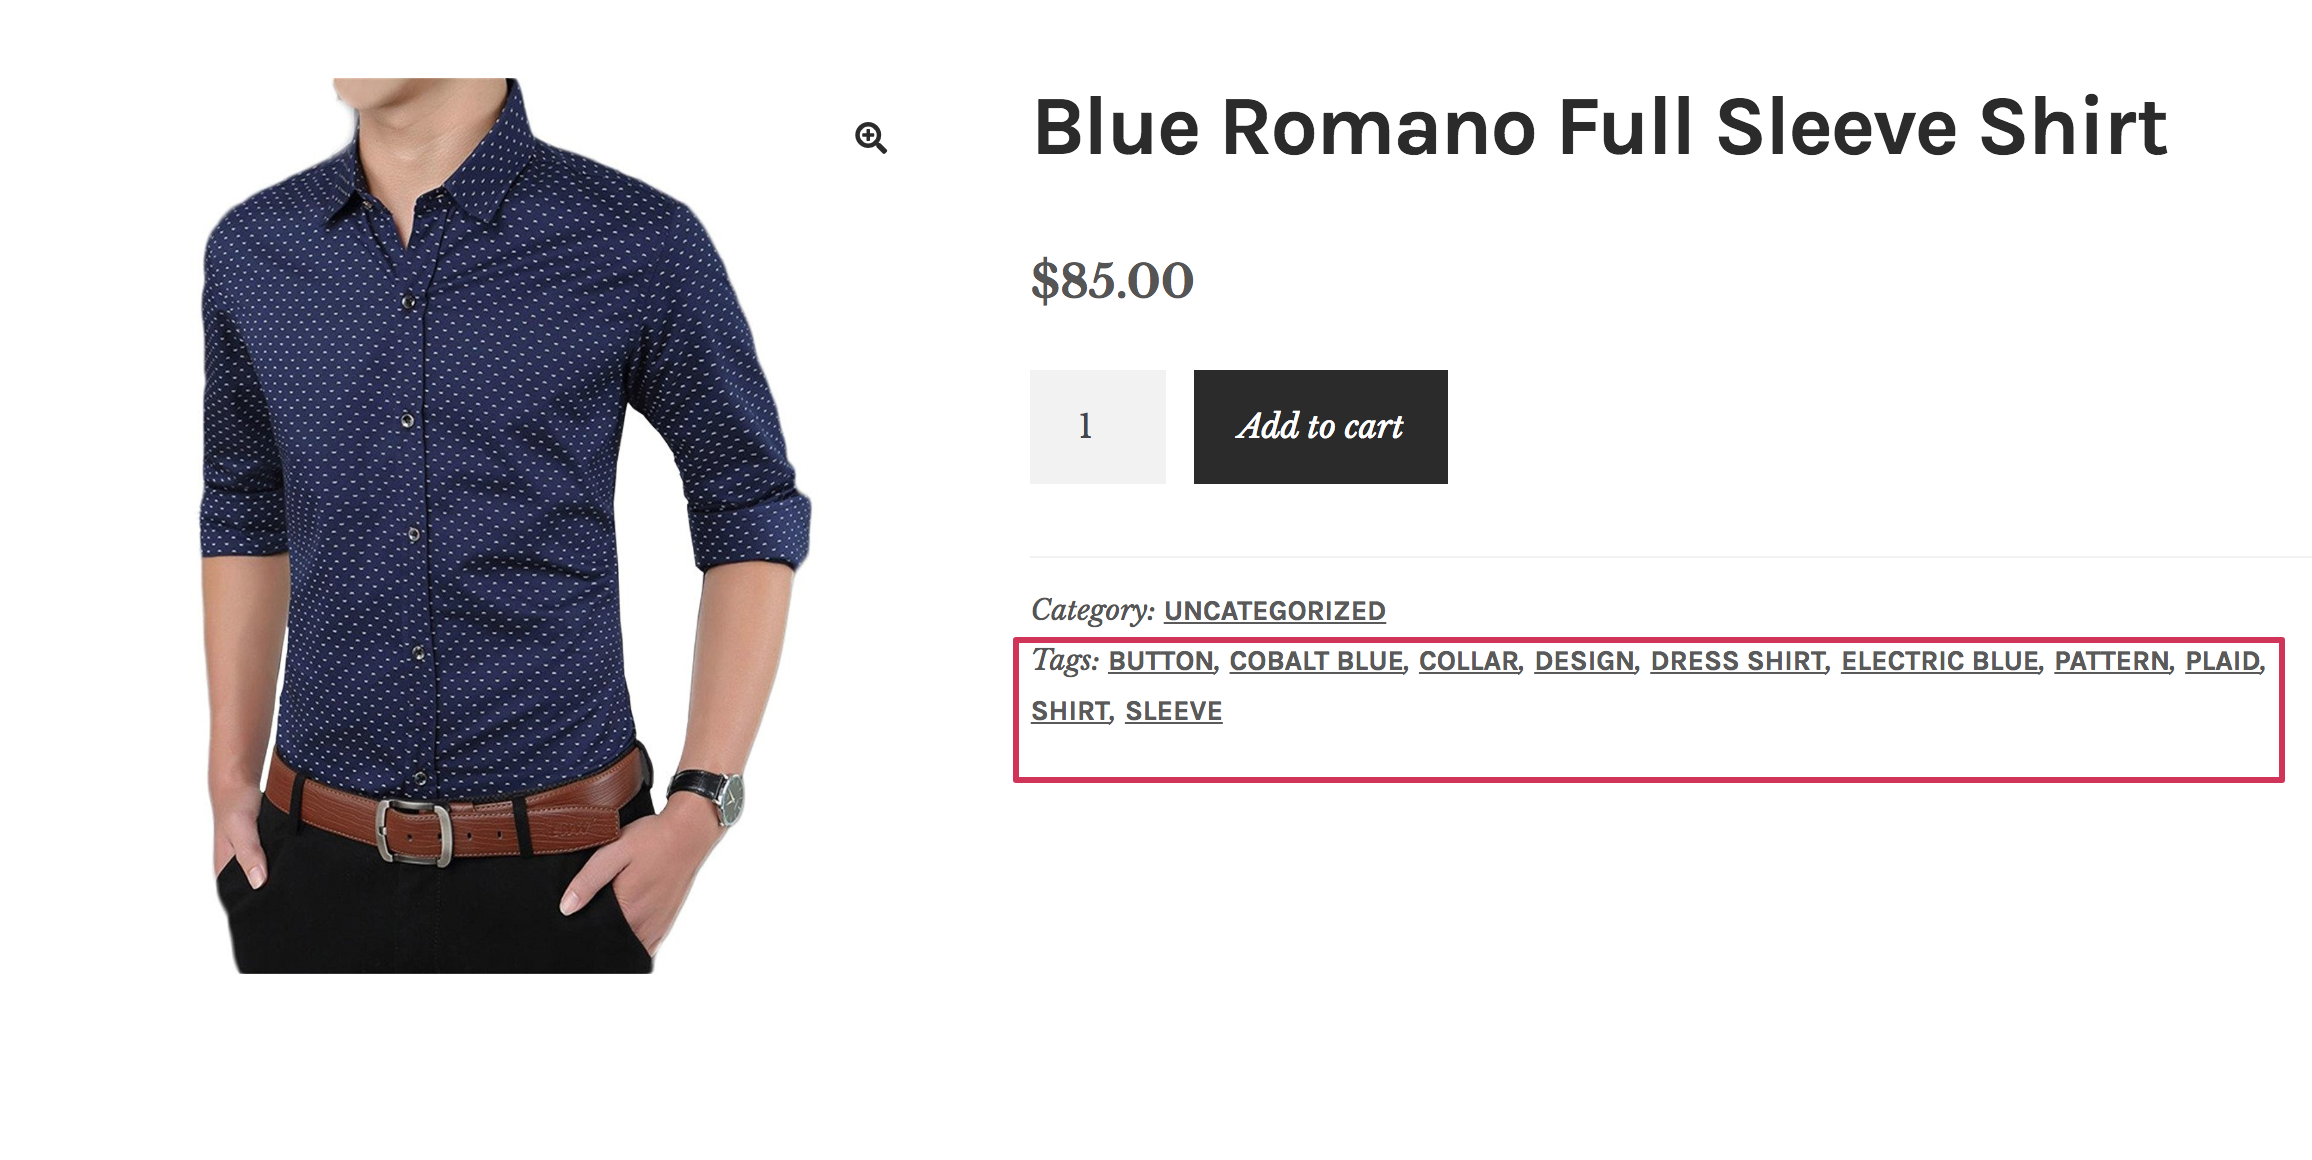 Blue Romano Full Sleeve Shirt
$85.00
1
Add to cart
Category: UNCATEGORIZED
Tags: BUTTON, COBALT BLUE, COLLAR, DESIGN, DRESS SHIRT, ELECTRIC BLUE, PATTERN, PLAID,
SHIRT, SLEEVE